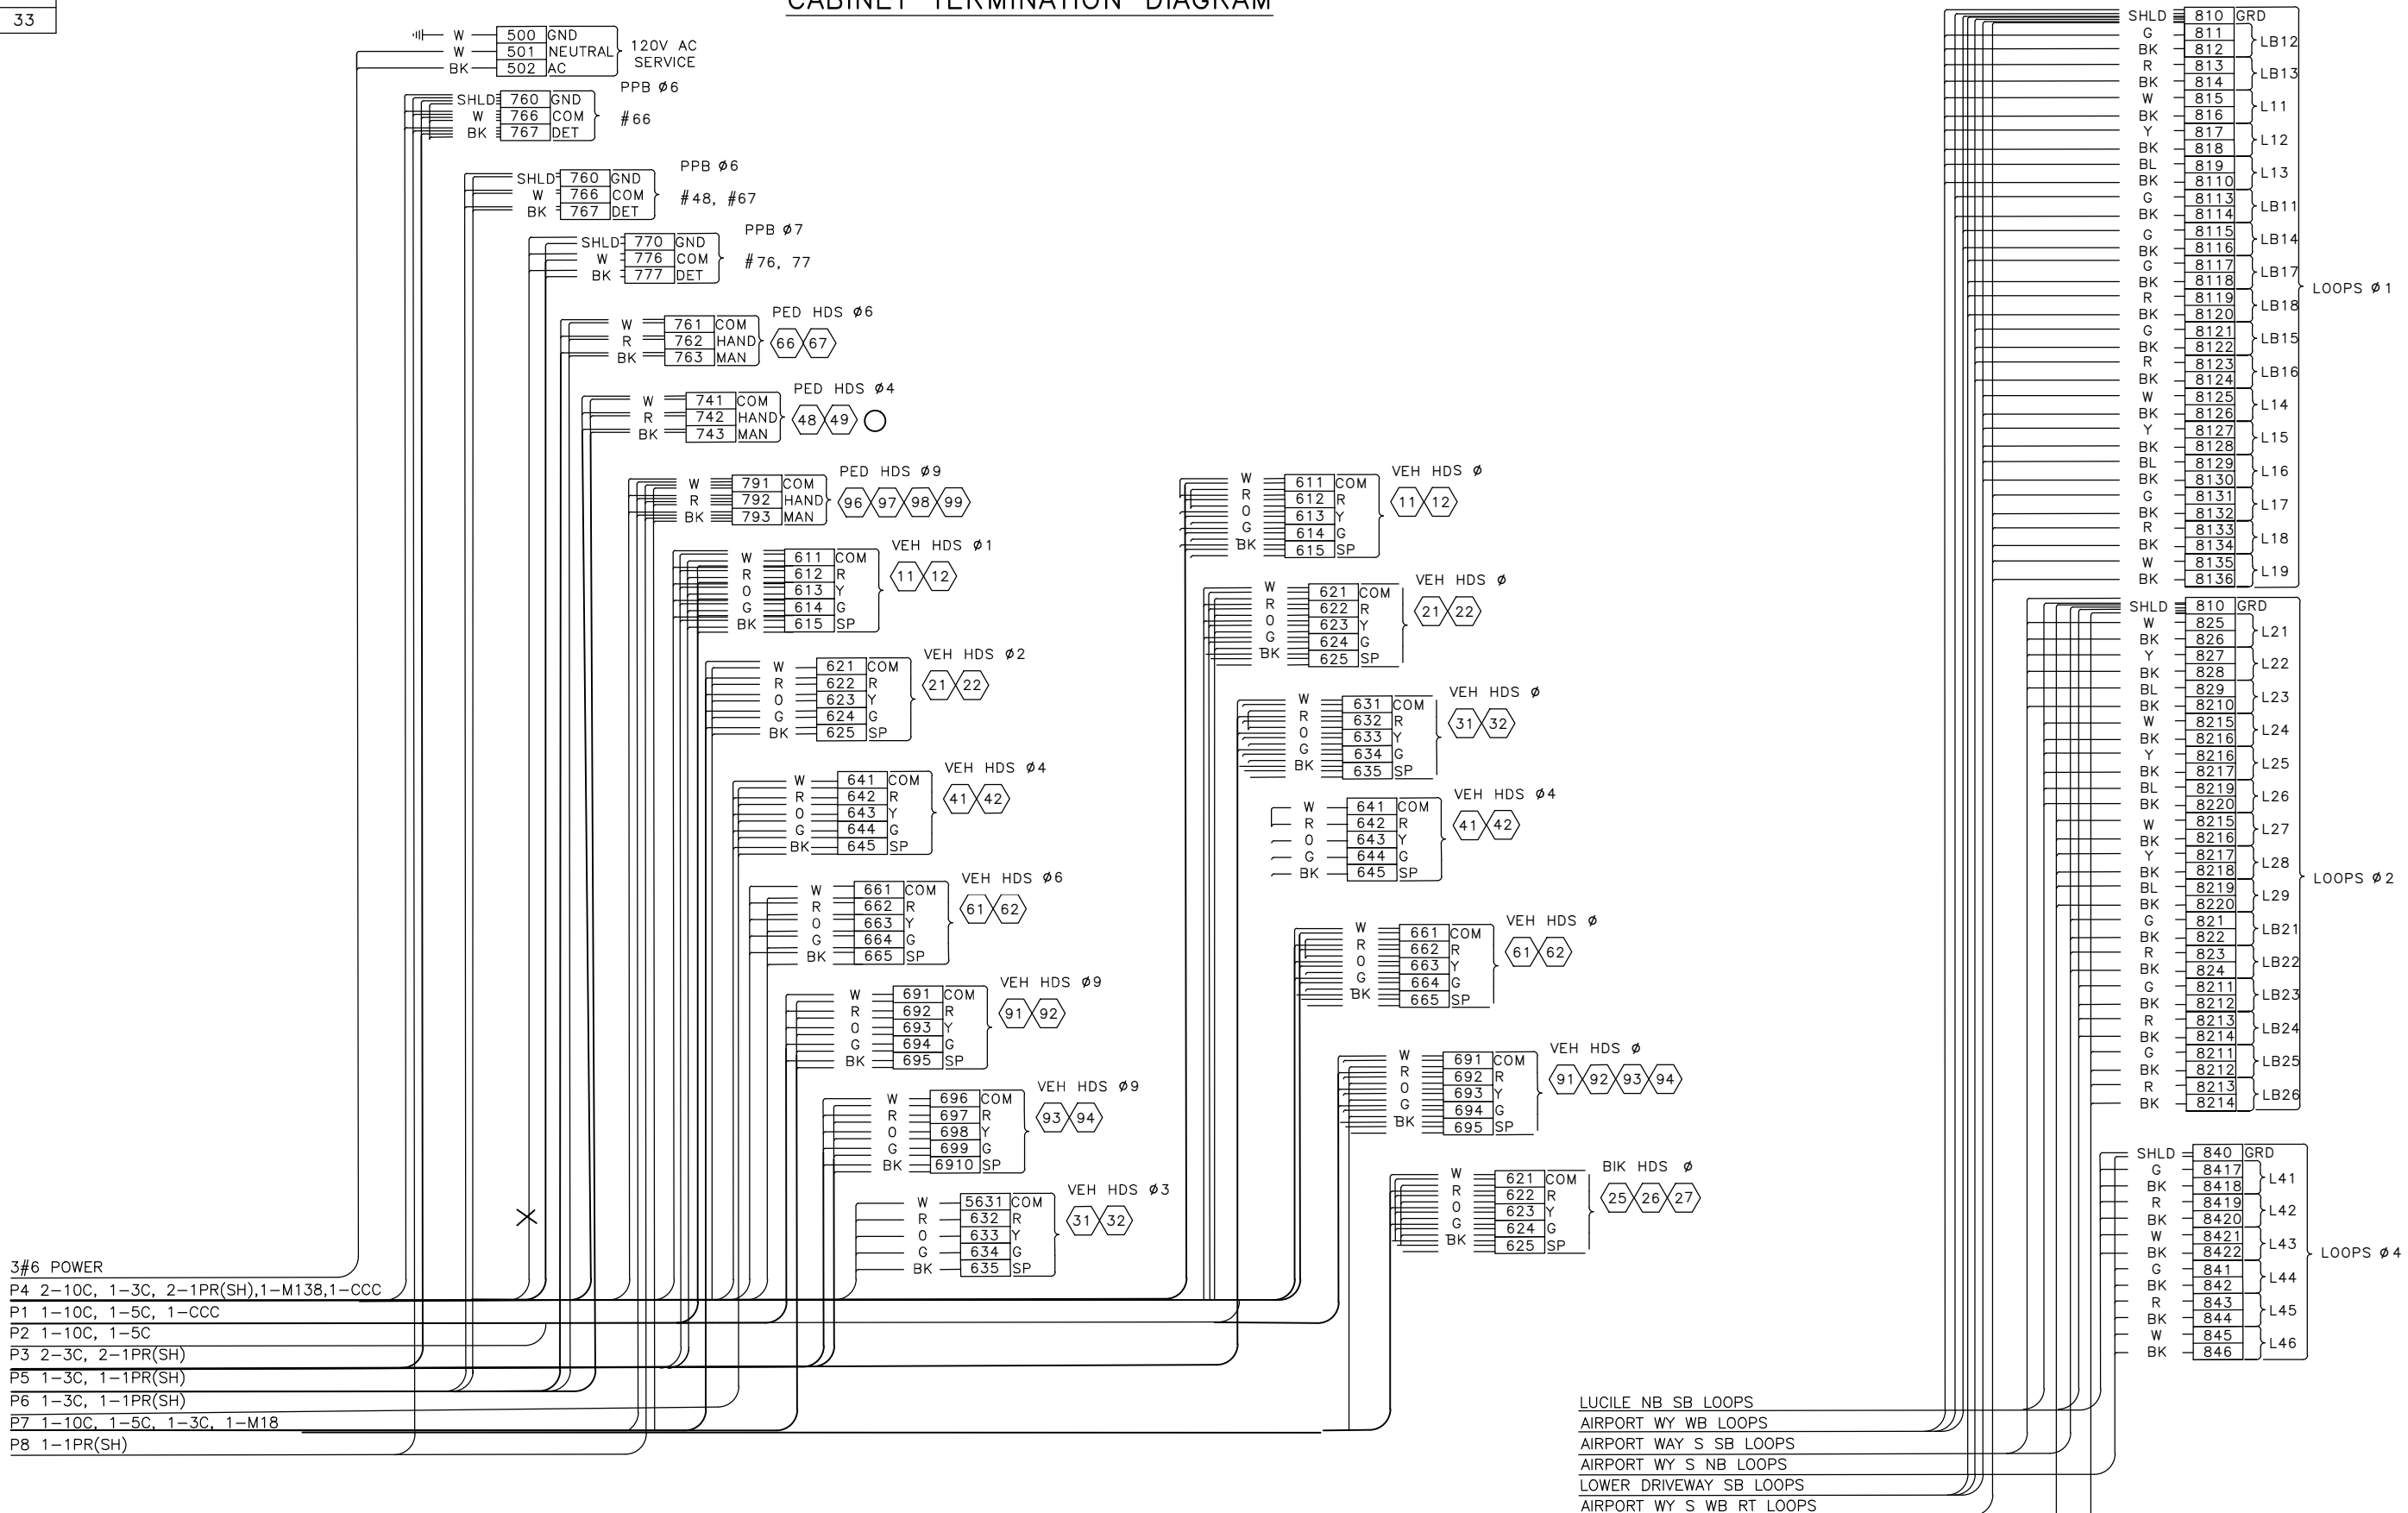 33
CABINET TERMINATION DIAGRAM
W 500 GND
W 501 NEUTRAL
BK 502 AC
120V AC
SERVICE
PPB Ø6
SHLD 760 GND
W 766 COM
BK 767 DET
#66
PPB Ø6
SHLD 760 GND
W 766 COM
BK 767 DET
#48, #67
PPB Ø7
SHLD 770 GND
W 776 COM
BK 777 DET
#76, 77
PED HDS Ø6
W 761 COM
R 762 HAND
BK 763 MAN
66 67
PED HDS Ø4
W 741 COM
R 742 HAND
BK 743 MAN
48 49
PED HDS Ø9
W 791 COM
R 792 HAND
BK 793 MAN
96 97 98 99
VEH HDS Ø1
W 611 COM
R 612 R
O 613 Y
G 614 G
BK 615 SP
11 12
VEH HDS Ø2
W 621 COM
R 622 R
O 623 Y
G 624 G
BK 625 SP
21 22
VEH HDS Ø4
W 641 COM
R 642 R
O 643 Y
G 644 G
BK 645 SP
41 42
VEH HDS Ø6
W 661 COM
R 662 R
O 663 Y
G 664 G
BK 665 SP
61 62
VEH HDS Ø9
W 691 COM
R 692 R
O 693 Y
G 694 G
BK 695 SP
91 92
VEH HDS Ø9
W 696 COM
R 697 R
O 698 Y
G 699 G
BK 6910 SP
93 94
VEH HDS Ø3
W 5631 COM
R 632 R
O 633 Y
G 634 G
BK 635 SP
31 32
3#6 POWER
P4 2-10C, 1-3C, 2-1PR(SH),1-M138,1-CCC
P1 1-10C, 1-5C, 1-CCC
P2 1-10C, 1-5C
P3 2-3C, 2-1PR(SH)
P5 1-3C, 1-1PR(SH)
P6 1-3C, 1-1PR(SH)
P7 1-10C, 1-5C, 1-3C, 1-M18
P8 1-1PR(SH)
VEH HDS Ø
W 611 COM
R 612 R
O 613 Y
G 614 G
BK 615 SP
11 12
VEH HDS Ø
W 621 COM
R 622 R
O 623 Y
G 624 G
BK 625 SP
21 22
VEH HDS Ø
W 631 COM
R 632 R
O 633 Y
G 634 G
BK 635 SP
31 32
VEH HDS Ø4
W 641 COM
R 642 R
O 643 Y
G 644 G
BK 645 SP
41 42
VEH HDS Ø
W 661 COM
R 662 R
O 663 Y
G 664 G
BK 665 SP
61 62
VEH HDS Ø
W 691 COM
R 692 R
O 693 Y
G 694 G
BK 695 SP
91 92 93 94
BIK HDS Ø
W 621 COM
R 622 R
O 623 Y
G 624 G
BK 625 SP
25 26 27
SHLD 810 GRD
G 811
BK 812
LB12
R 813
BK 814
LB13
W 815
BK 816
L11
Y 817
BK 818
L12
BL 819
BK 8110
L13
G 8113
BK 8114
LB11
G 8115
BK 8116
LB14
G 8117
BK 8118
LB17
R 8119
BK 8120
LB18
G 8121
BK 8122
LB15
R 8123
BK 8124
LB16
W 8125
BK 8126
L14
Y 8127
BK 8128
L15
BL 8129
BK 8130
L16
G 8131
BK 8132
L17
R 8133
BK 8134
L18
W 8135
BK 8136
L19
LOOPS Ø1
SHLD 810 GRD
W 825
BK 826
L21
Y 827
BK 828
L22
BL 829
BK 8210
L23
W 8215
BK 8216
L24
Y 8216
BK 8217
L25
BL 8219
BK 8220
L26
W 8215
BK 8216
L27
Y 8217
BK 8218
L28
BL 8219
BK 8220
L29
G 821
BK 822
LB21
R 823
BK 824
LB22
G 8211
BK 8212
LB23
R 8213
BK 8214
LB24
G 8211
BK 8212
LB25
R 8213
BK 8214
LB26
LOOPS Ø2
SHLD 840 GRD
G 8417
BK 8418
L41
R 8419
BK 8420
L42
W 8421
BK 8422
L43
G 841
BK 842
L44
R 843
BK 844
L45
W 845
BK 846
L46
LOOPS Ø4
LUCILE NB SB LOOPS
AIRPORT WY WB LOOPS
AIRPORT WAY S SB LOOPS
AIRPORT WY S NB LOOPS
LOWER DRIVEWAY SB LOOPS
AIRPORT WY S WB RT LOOPS